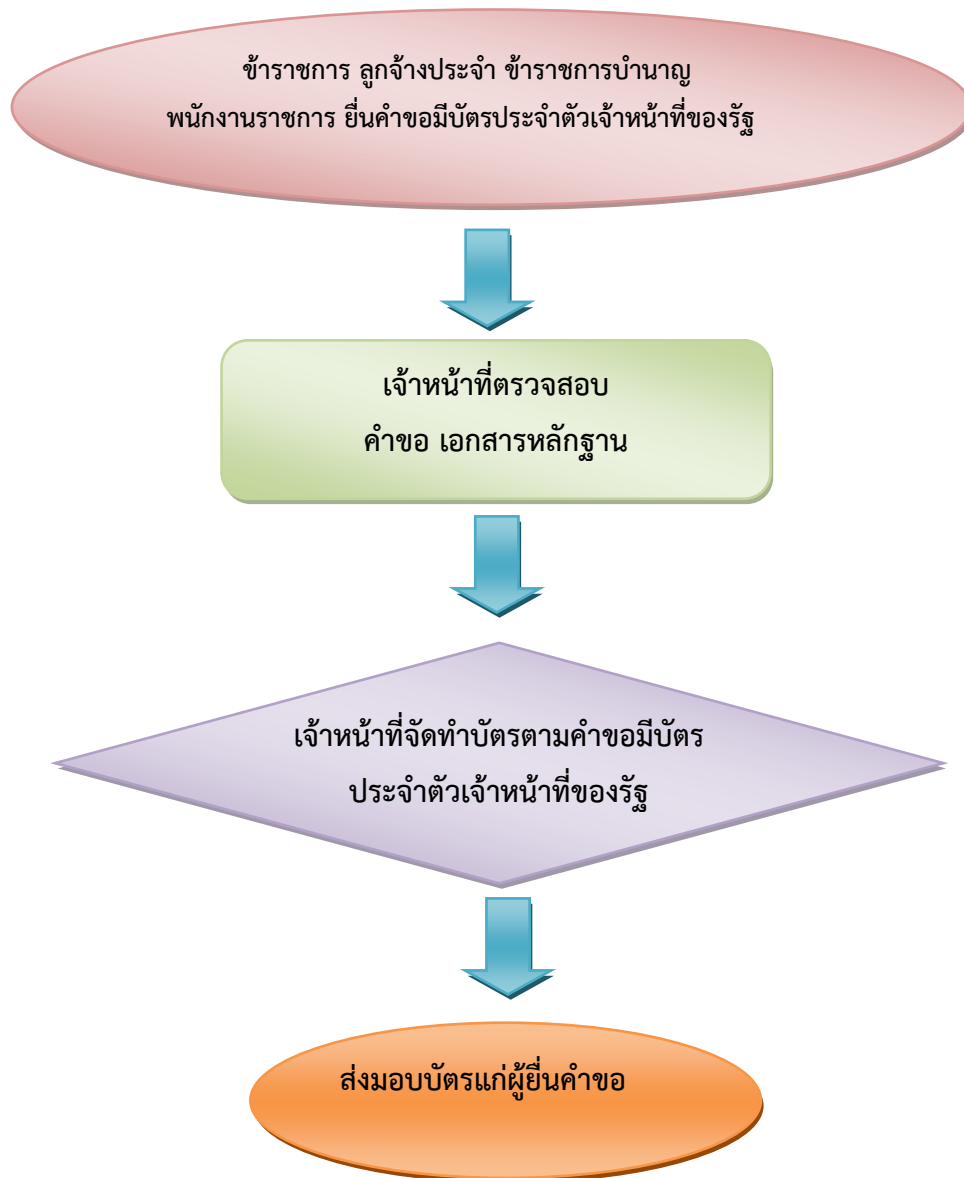 ข้าราชการ ลูกจ้างประจำ ข้าราชการบำนาญ
พนักงานราชการ ยื่นคำขอมีบัตรประจำตัวเจ้าหน้าที่ของรัฐ
เจ้าหน้าที่ตรวจสอบ
คำขอ เอกสารหลักฐาน
เจ้าหน้าที่จัดทำบัตรตามคำขอมีบัตร
ประจำตัวเจ้าหน้าที่ของรัฐ
ส่งมอบบัตรแก่ผู้ยื่นคำขอ